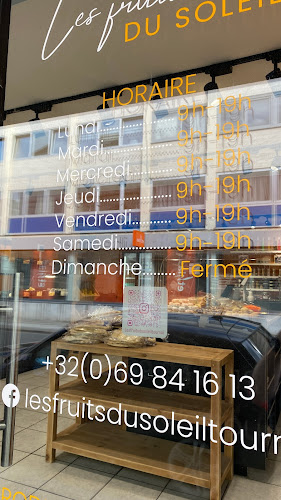 Les fruits
DU SOLEIL
HORAIRE
Lundi............. 9h-19h
Mardi............. 9h-19h
Mercredi......... 9h-19h
Jeudi.............. 9h-19h
Vendredi......... 9h-19h
Samedi............ 9h-19h
Dimanche......... Fermé
+32(0)69 84 16 13
lesfruitsdusoleiltourn